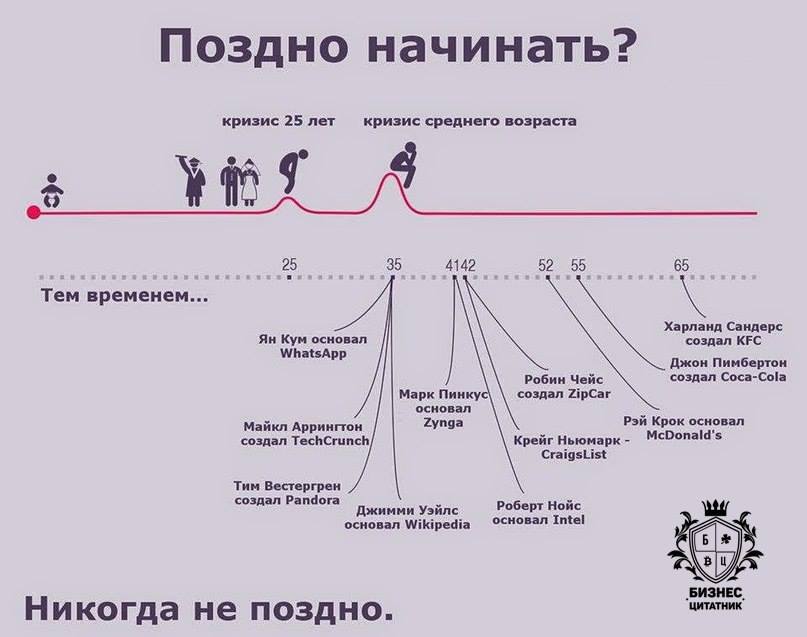 Поздно начинать?
кризис 25 лет
кризис среднего возраста
25
35
41
42
52
55
65
Тем временем...
Ян Кум основал
WhatsApp
Майкл Аррингтон
создал TechCrunch
Тим Вестергрен
создал Pandora
Джимми Уэйлс
основал Wikipedia
Марк Пинкус
основал
Zynga
Робин Чейс
создал ZipCar
Крейг Ньюмарк -
CraigsList
Роберт Нойс
основал Intel
Харланд Сандерс
создал KFC
Джон Пимбертон
создал Coca-Cola
Рэй Крок основал
McDonald's
Б
В Ц
БИЗНЕС
ЦИТАТНИК
Никогда не поздно.